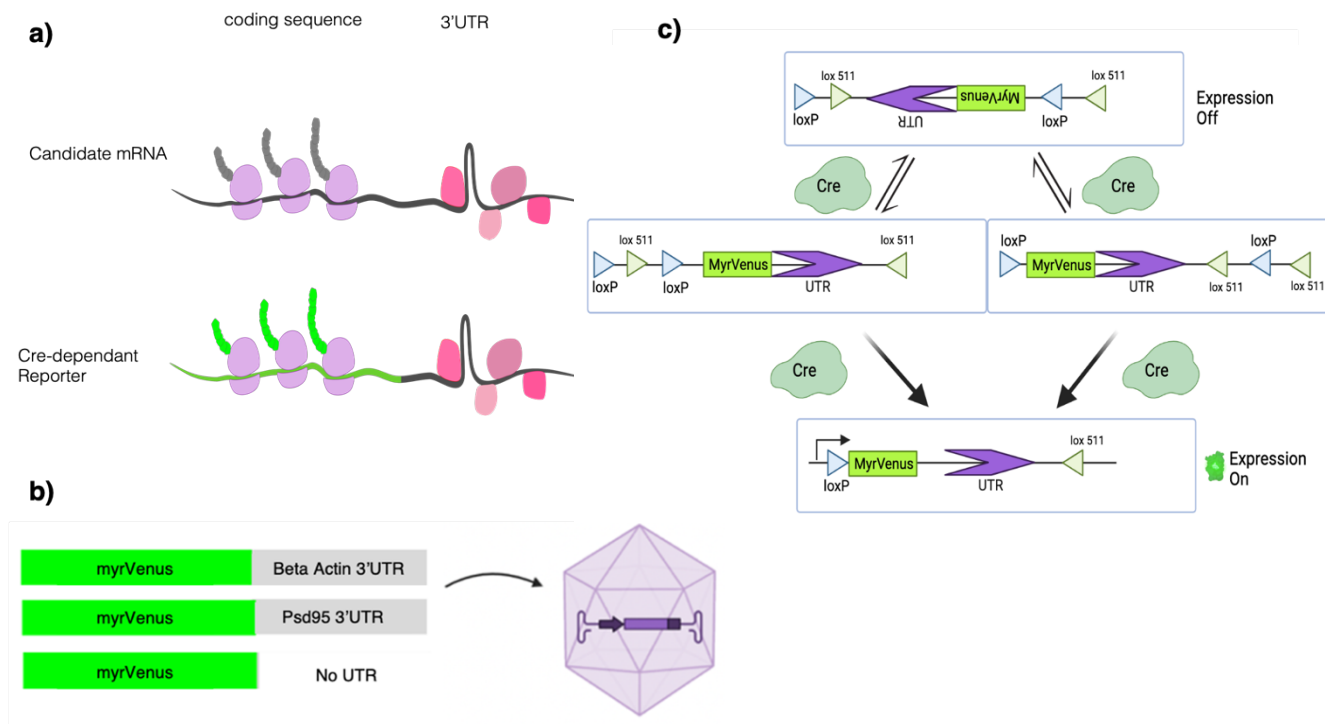 a)
coding sequence
3'UTR
Candidate mRNA
Cre-dependant
Reporter
b)
myrVenus
Beta Actin 3'UTR
myrVenus
Psd95 3'UTR
myrVenus
No UTR
c)
lox 511
lox 511
MyrVenus
loxP
UTR
loxP
Expression
Off
Cre
Cre
lox 511
lox 511
MyrVenus
loxP
loxP
UTR
loxP
loxP
MyrVenus
UTR
lox 511
lox 511
Cre
Cre
lox 511
MyrVenus
loxP
UTR
Expression
On